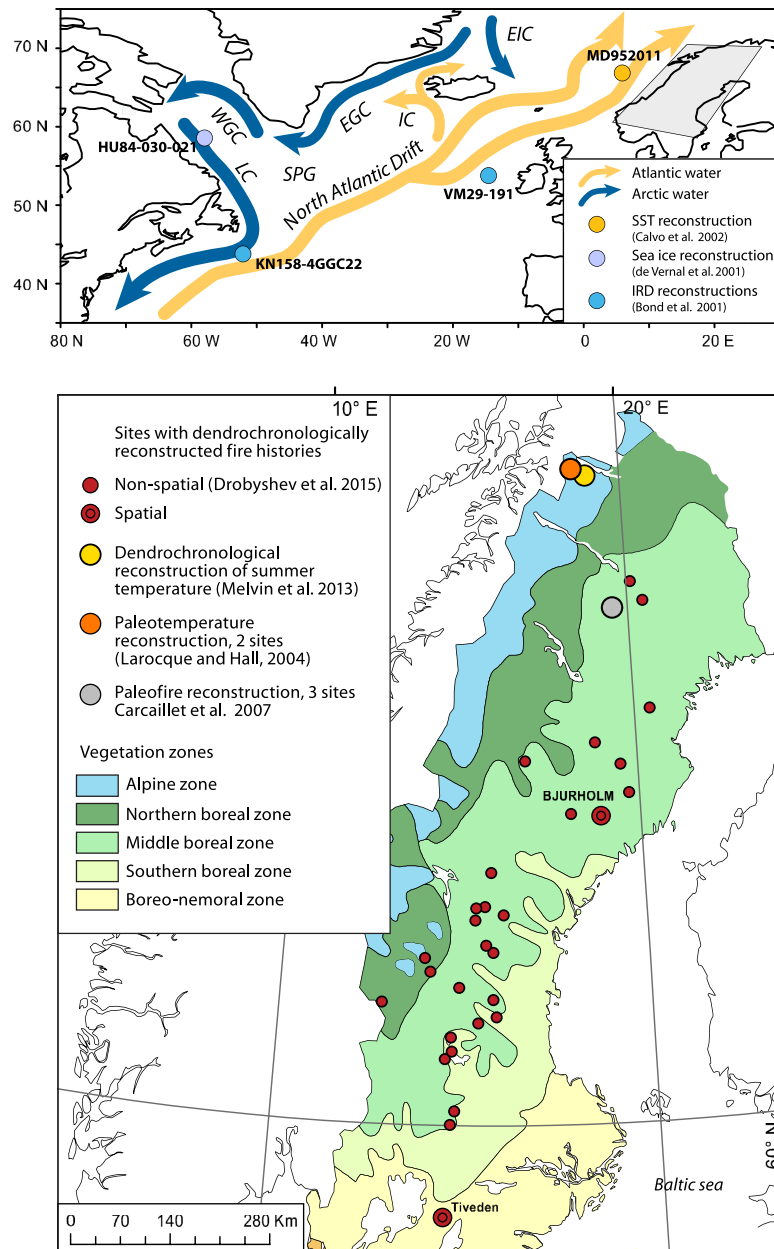 70 N
60 N
50 N
40 N
80 N
60 W
40 W
20 W
0
20 E
EIC
MD952011
WGC
HU84-030-021
EGC
IC
LC
SPG
North Atlantic Drift
VM29-191
KN158-4GGC22
Atlantic water
Arctic water
SST reconstruction
(Calvo et al. 2002)
Sea ice reconstruction
(de Vernal et al. 2001)
IRD reconstructions
(Bond et al. 2001)
10° E
20° E
Sites with dendrochronologically
reconstructed fire histories
Non-spatial (Drobyshev et al. 2015)
Spatial
Dendrochronological
reconstruction of summer
temperature (Melvin et al. 2013)
Paleotemperature
reconstruction, 2 sites
(Larocque and Hall, 2004)
Paleofire reconstruction, 3 sites
Carcaillet et al. 2007
Vegetation zones
Alpine zone
Northern boreal zone
Middle boreal zone
Southern boreal zone
Boreo-nemoral zone
BJURHOLM
60° N
Baltic sea
Tiveden
0 70 140 280 Km